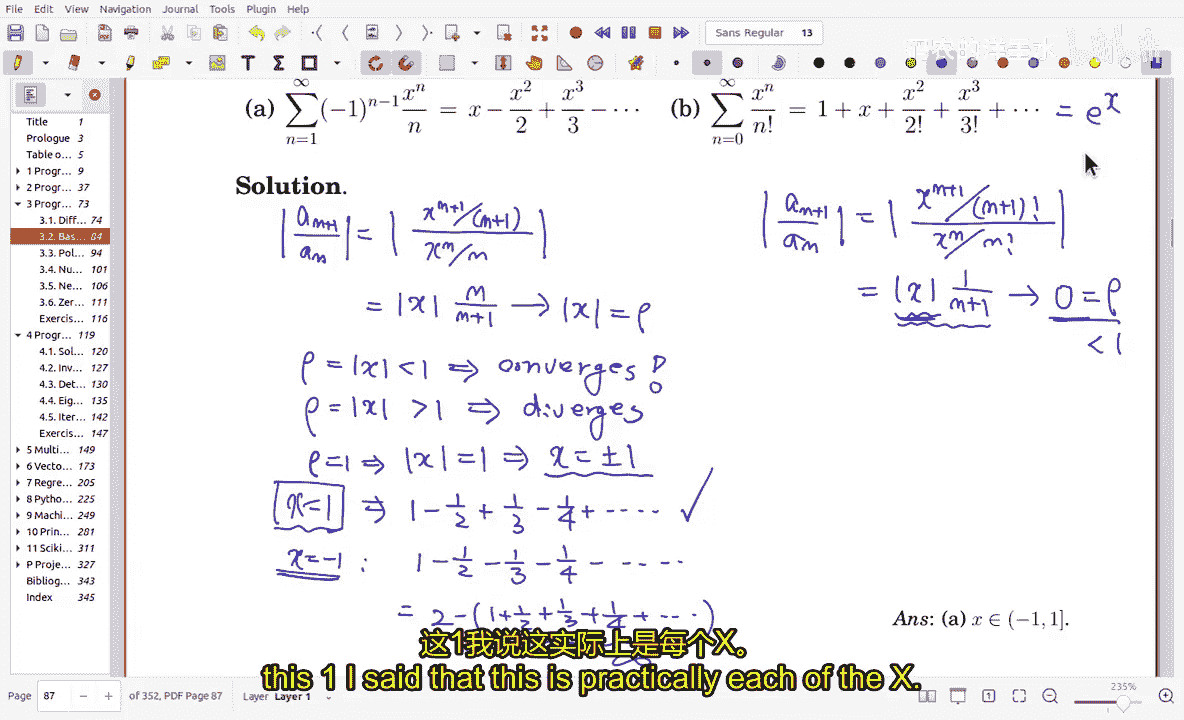 File Edit View Navigation Journal Tools Plugin Help
Sans Regular 13
Title 1
Prologue 3
Table o... 5
1 Progr... 9
2 Progr... 37
3 Progr... 73
3.1. Diff... 74
3.2. Bas... 84
3.3. Pol... 94
3.4. Nu... 101
3.5. Ne... 106
3.6. Zer... 111
Exercis... 116
4 Progr... 119
4.1. Sol... 120
4.2. Inv... 127
4.3. Det... 130
4.4. Eig... 135
4.5. Iter... 142
Exercis... 147
5 Multi... 149
6 Vecto... 173
7 Regre... 205
8 Pytho... 225
9 Machi... 249
10 Prin... 281
11 Sciki... 311
P Proje... 327
Bibliog... 343
Index 345
(a) ∑_{n=1}^{∞} (-1)^{n-1} x^n/n = x - x^2/2 + x^3/3 - ⋯ (b) ∑_{n=0}^{∞} x^n/n! = 1 + x + x^2/2! + x^3/3! + ⋯ = e^x
Solution.
|a_{n+1}/a_n| = |(x^{n+1}/(n+1))/(x^n/n)|
= |x| n/(n+1) → |x| = ρ
ρ = |x| < 1 ⇒ converges
ρ = |x| > 1 ⇒ diverges
ρ = 1 ⇒ |x| = 1 ⇒ x = ±1
x = 1 ⇒ 1 - 1/2 + 1/3 - 1/4 + ⋯ ✓
x = -1 : 1 - 1/2 - 1/3 - 1/4 - ⋯
= 2 - (1 + 1/2 + 1/3 + 1/4 + ⋯)
|a_{n+1}/a_n| = |(x^{n+1}/(n+1)!)/(x^n/n!)|
= |x| 1/(n+1) → 0 = ρ
< 1
Ans: (a) x ∈ (−1, 1].
这1我说这实际上是每个X。
this 1 I said that this is practically each of the X.
Page 87 of 352, PDF Page 87 Layer Layer 1 235%